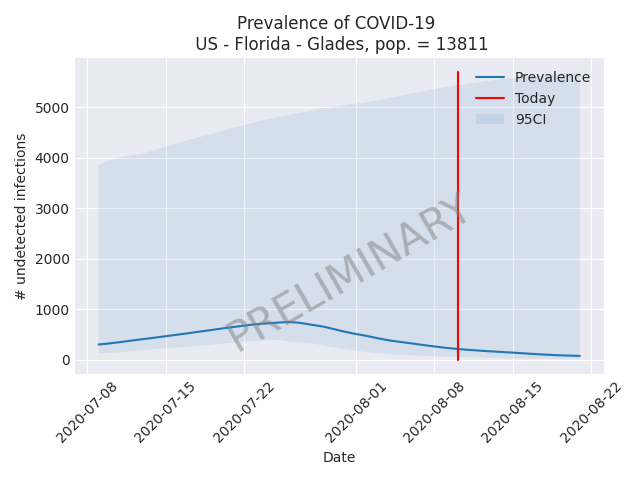 Prevalence of COVID-19
US - Florida - Glades, pop. = 13811
Prevalence
Today
95CI
PRELIMINARY
# undetected infections
5000
4000
3000
2000
1000
0
2020-07-08
2020-07-15
2020-07-22
2020-08-01
2020-08-08
2020-08-15
2020-08-22
Date